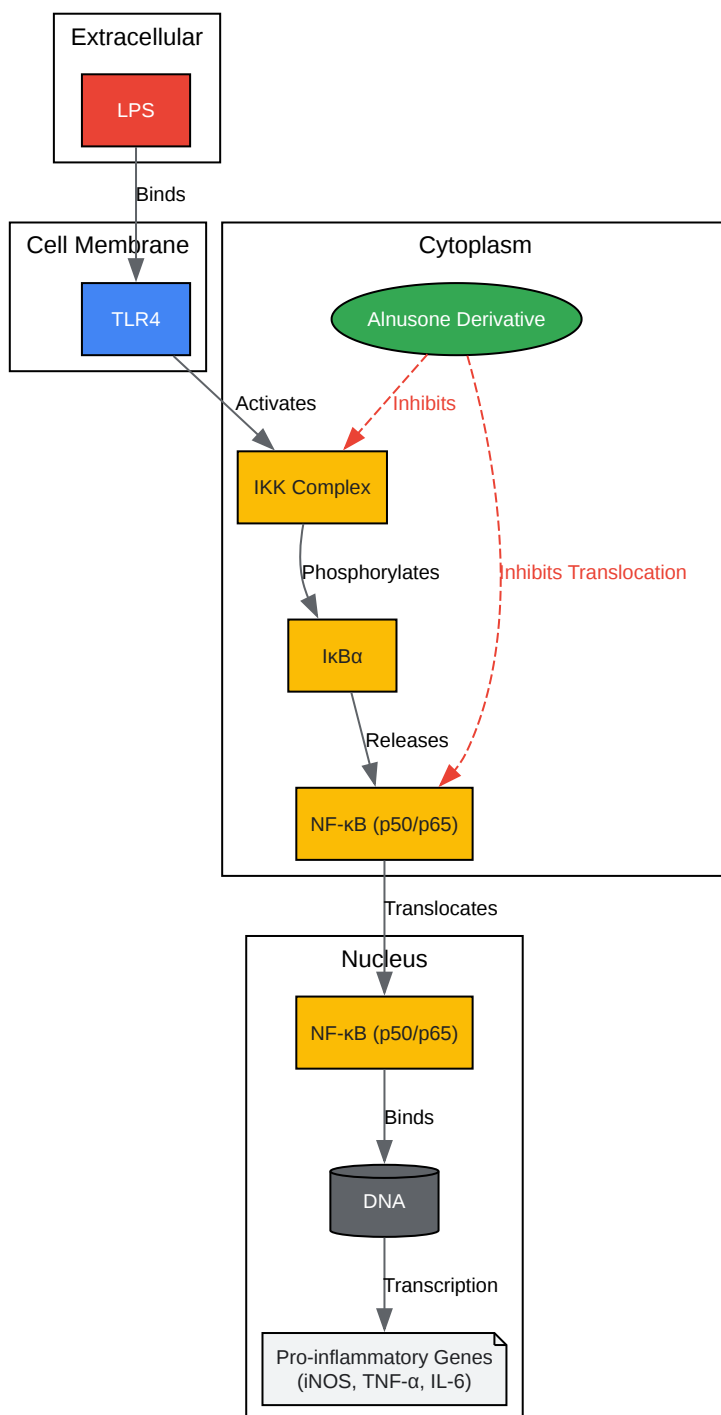 Extracellular
LPS
Binds
Cell Membrane
Cytoplasm
TLR4
Alnusone Derivative
Activates
Inhibits
IKK Complex
Phosphorylates
Inhibits Translocation
IκBα
Releases
NF-κB (p50/p65)
Translocates
Nucleus
NF-κB (p50/p65)
Binds
DNA
Transcription
Pro-inflammatory Genes
(iNOS, TNF-α, IL-6)